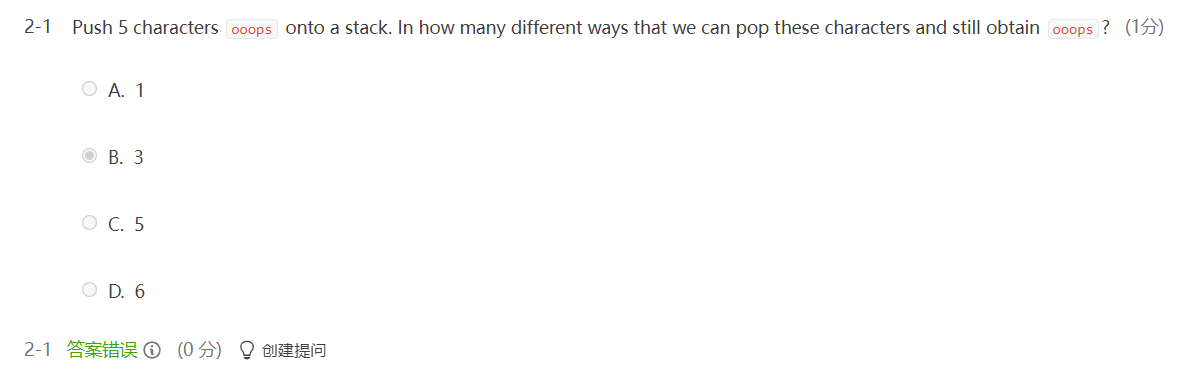 2-1 Push 5 characters ooops onto a stack. In how many different ways that we can pop these characters and still obtain ooops ? (1分)
A. 1
B. 3
C. 5
D. 6
2-1 答案错误 (0 分) 创建提问